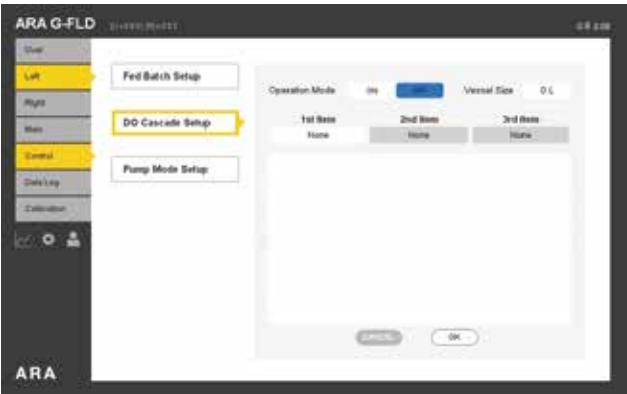 ARA G-FLD
Dual
Left
Fed Batch Setup
Operation Mode
Vessel Size 0 L
Right
Main
DO Cascade Setup
1st Item 2nd Item 3rd Item
None None None
Control
Pump Mode Setup
Data Log
Calibration
CANCEL OK
ARA